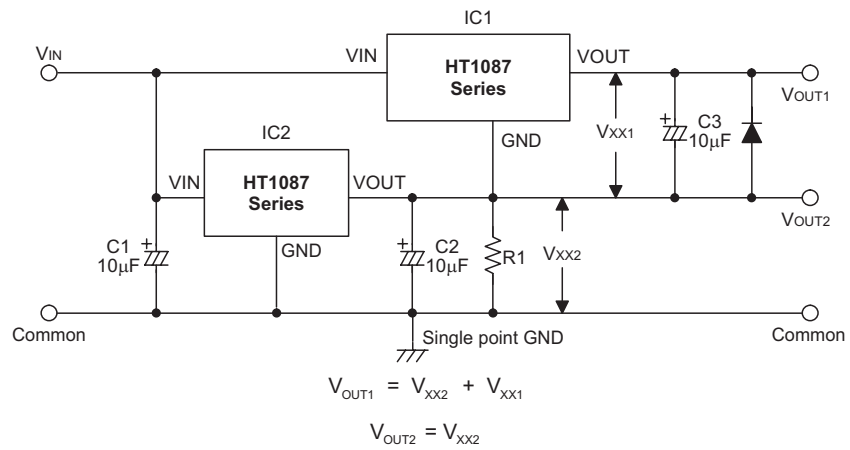 IC1
VIN
VIN
HT1087
Series
VOUT
VOUT1
GND
VXX1
C3
10μF
IC2
VIN
HT1087
Series
VOUT
VOUT2
GND
C1
10μF
C2
10μF
R1
VXX2
Common
Single point GND
Common
VOUT1 = VXX2 + VXX1
VOUT2 = VXX2